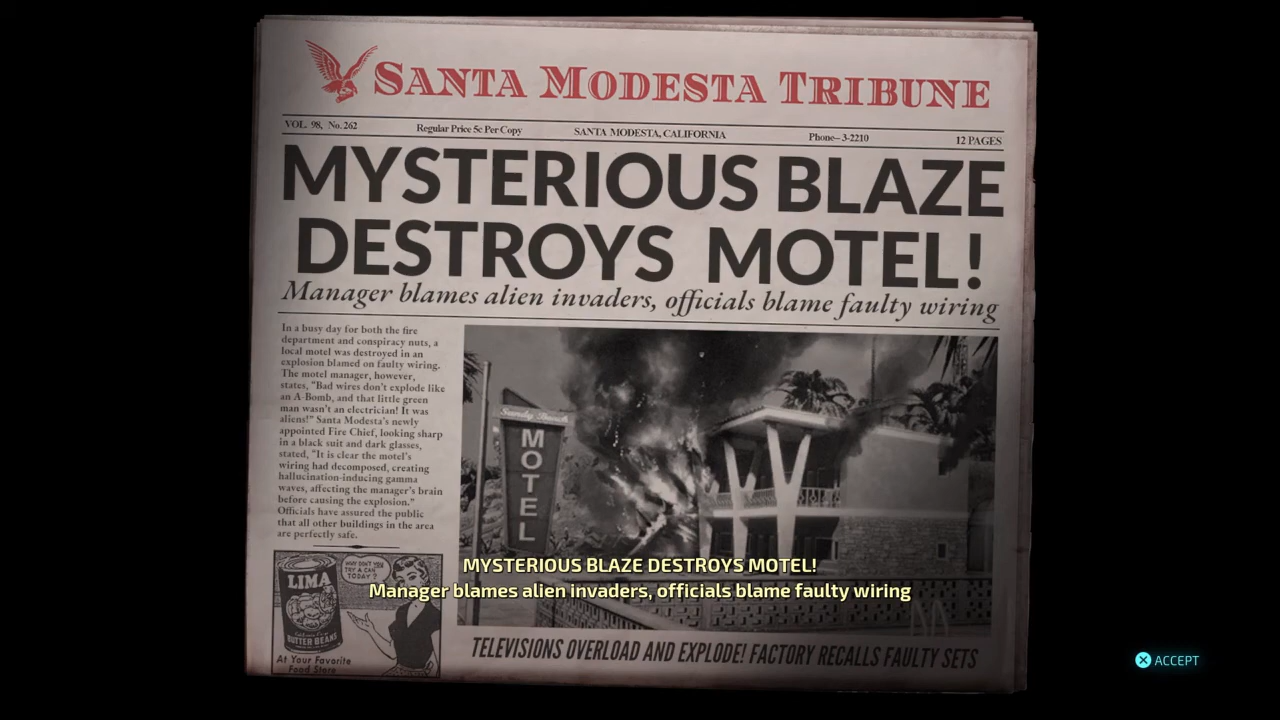 SANTA MODESTA TRIBUNE
VOL. 98, No. 262 Regular Price 5c Per Copy SANTA MODESTA, CALIFORNIA Phone–3-2210 12 PAGES
MYSTERIOUS BLAZE
DESTROYS MOTEL!
Manager blames alien invaders, officials blame faulty wiring
In a busy day for both the fire
department and conspiracy nuts, a
local motel was destroyed in an
explosion blamed on faulty wiring.
The motel manager, however,
states, "Bad wires don't explode like
an A-Bomb, and that little green
man wasn't an electrician! It was
aliens!" Santa Modesta's newly
appointed Fire Chief, looking sharp
in a black suit and dark glasses,
stated, "It is clear the motel's
wiring had decomposed, creating
hallucination-inducing gamma
waves, affecting the manager's brain
before causing the explosion."
Officials have assured the public
that all other buildings in the area
are perfectly safe.
MOTEL
WHY DON'T YOU
TRY A CAN
TODAY?
LIMA
BUTTER BEANS
At Your Favorite
Food Store
MYSTERIOUS BLAZE DESTROYS MOTEL!
Manager blames alien invaders, officials blame faulty wiring
TELEVISIONS OVERLOAD AND EXPLODE! FACTORY RECALLS FAULTY SETS
ACCEPT